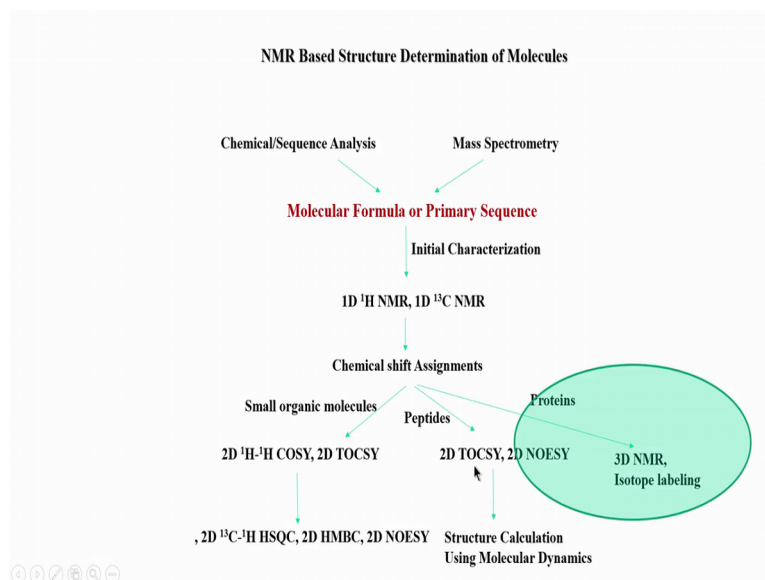 NMR Based Structure Determination of Molecules
Chemical/Sequence Analysis
Mass Spectrometry
Molecular Formula or Primary Sequence
Initial Characterization
1D ¹H NMR, 1D ¹³C NMR
Chemical shift Assignments
Small organic molecules
Peptides
Proteins
2D ¹H-¹H COSY, 2D TOCSY
2D TOCSY, 2D NOESY
3D NMR,
Isotope labeling
, 2D ¹³C-¹H HSQC, 2D HMBC, 2D NOESY
Structure Calculation
Using Molecular Dynamics